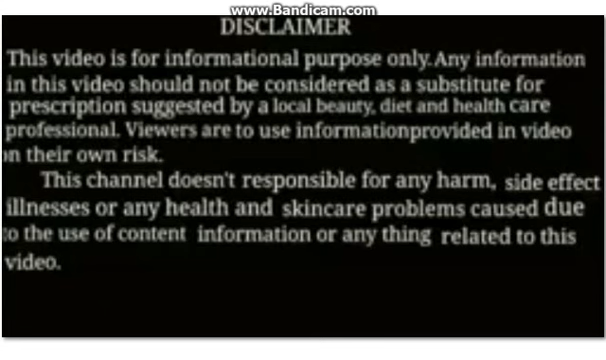 www.Bandicam.com
DISCLAIMER
This video is for informational purpose only.Any information
in this video should not be considered as a substitute for
prescription suggested by a local beauty, diet and health care
professional. Viewers are to use informationprovided in video
on their own risk.
This channel doesn't responsible for any harm, side effect
illnesses or any health and skincare problems caused due
to the use of content information or any thing related to this
video.